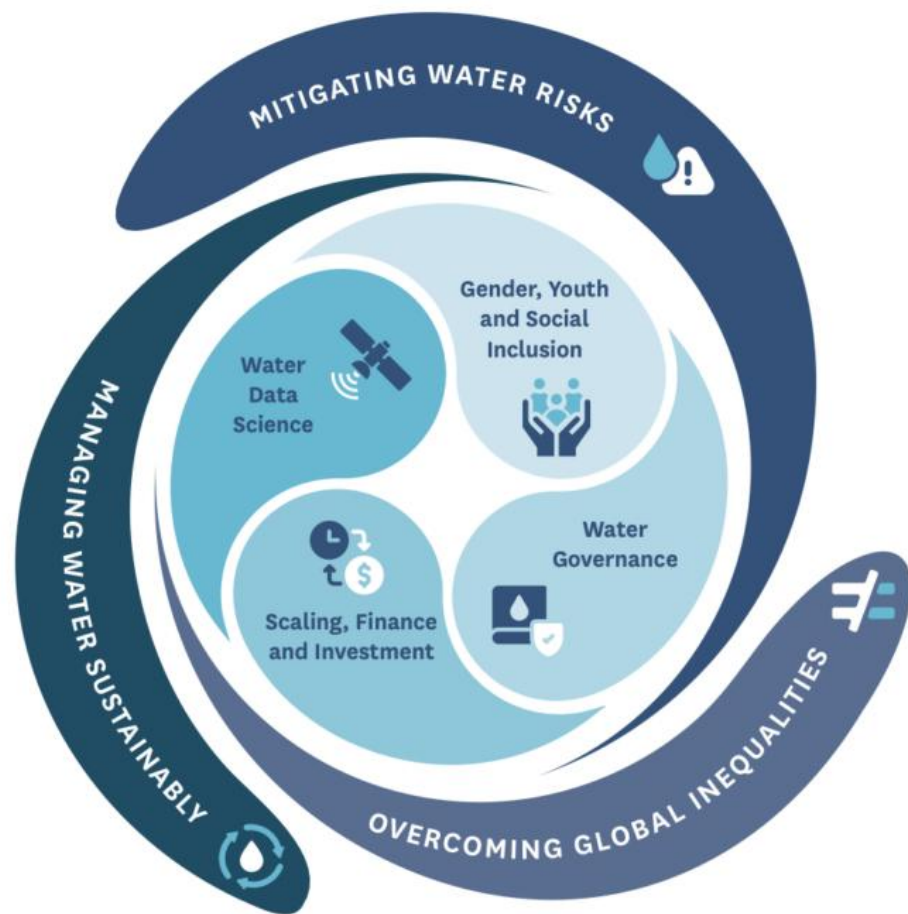 MITIGATING WATER RISKS
Gender, Youth
and Social
Inclusion
Water
Data
Science
Water
Governance
Scaling, Finance
and Investment
$
MANAGING WATER SUSTAINABLY
OVERCOMING GLOBAL INEQUALITIES